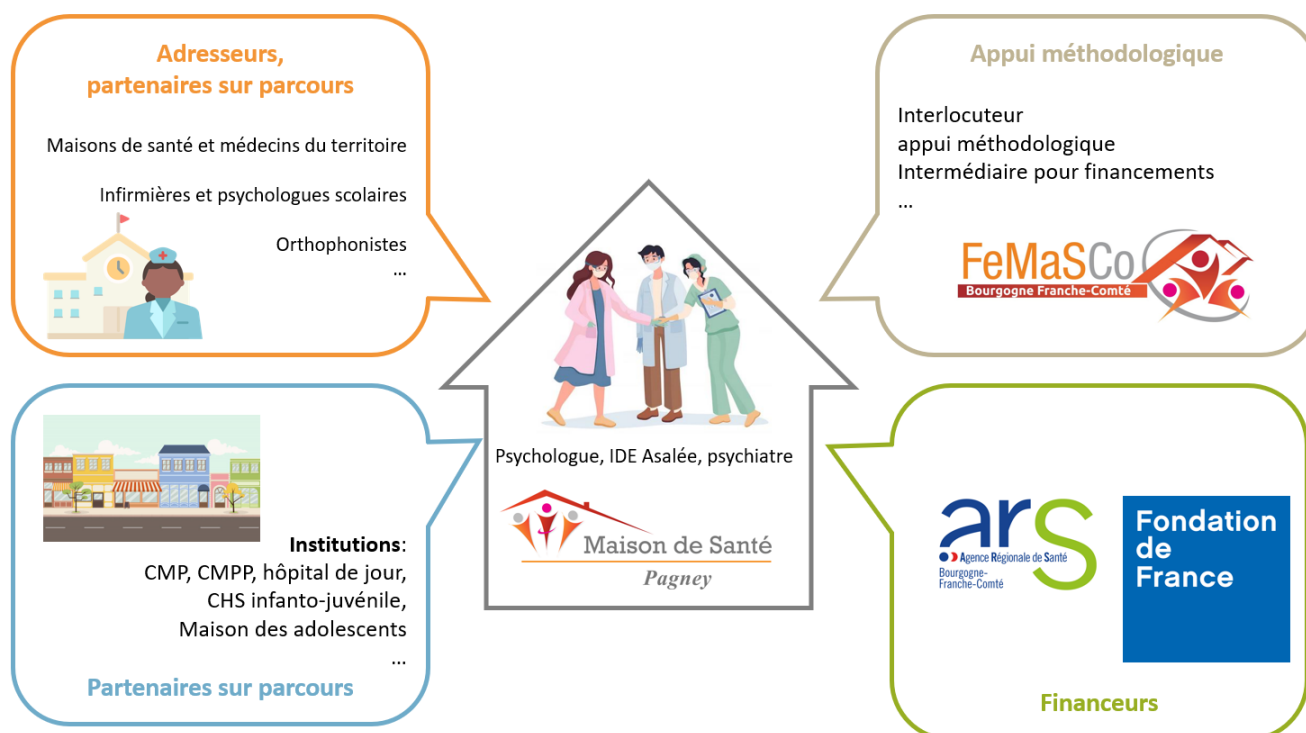 Adresseurs,
partenaires sur parcours
Maisons de santé et médecins du territoire
Infirmières et psychologues scolaires
Orthophonistes
...
Appui méthodologique
Interlocuteur
appui méthodologique
Intermédiaire pour financements
...
FeMaSCo
Bourgogne Franche-Comté
Psychologue, IDE Asalée, psychiatre
Maison de Santé
Pagney
Institutions:
CMP, CMPP, hôpital de jour,
CHS infanto-juvénile,
Maison des adolescents
...
Partenaires sur parcours
ars
Agence Régionale de Santé
Bourgogne-
Franche-Comté
Fondation
de
France
Financeurs